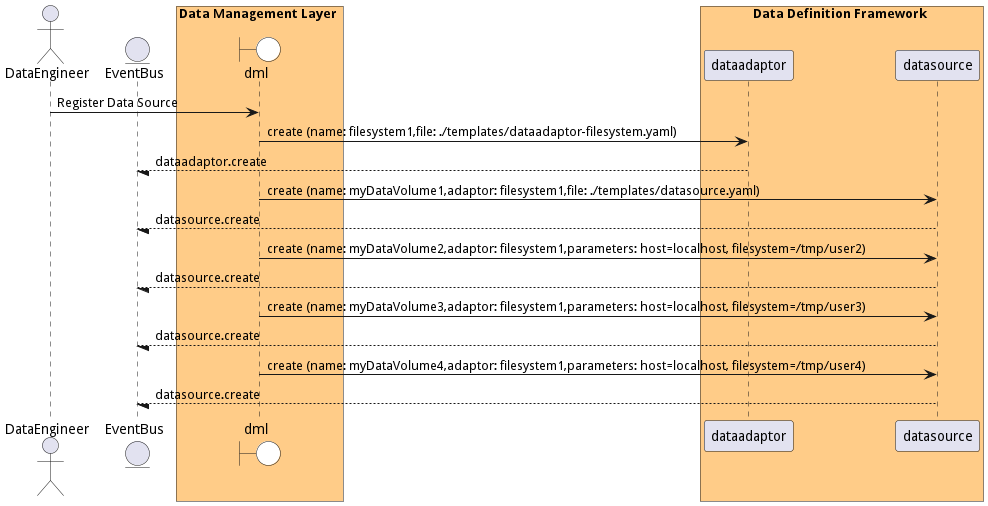 Data Management Layer
Data Definition Framework
DataEngineer
EventBus
dml
dataadaptor
datasource
Register Data Source
create (name: filesystem1,file: ./templates/dataadaptor-filesystem.yaml)
dataadaptor.create
create (name: myDataVolume1,adaptor: filesystem1,file: ./templates/datasource.yaml)
datasource.create
create (name: myDataVolume2,adaptor: filesystem1,parameters: host=localhost, filesystem=/tmp/user2)
datasource.create
create (name: myDataVolume3,adaptor: filesystem1,parameters: host=localhost, filesystem=/tmp/user3)
datasource.create
create (name: myDataVolume4,adaptor: filesystem1,parameters: host=localhost, filesystem=/tmp/user4)
datasource.create
DataEngineer
EventBus
dml
dataadaptor
datasource